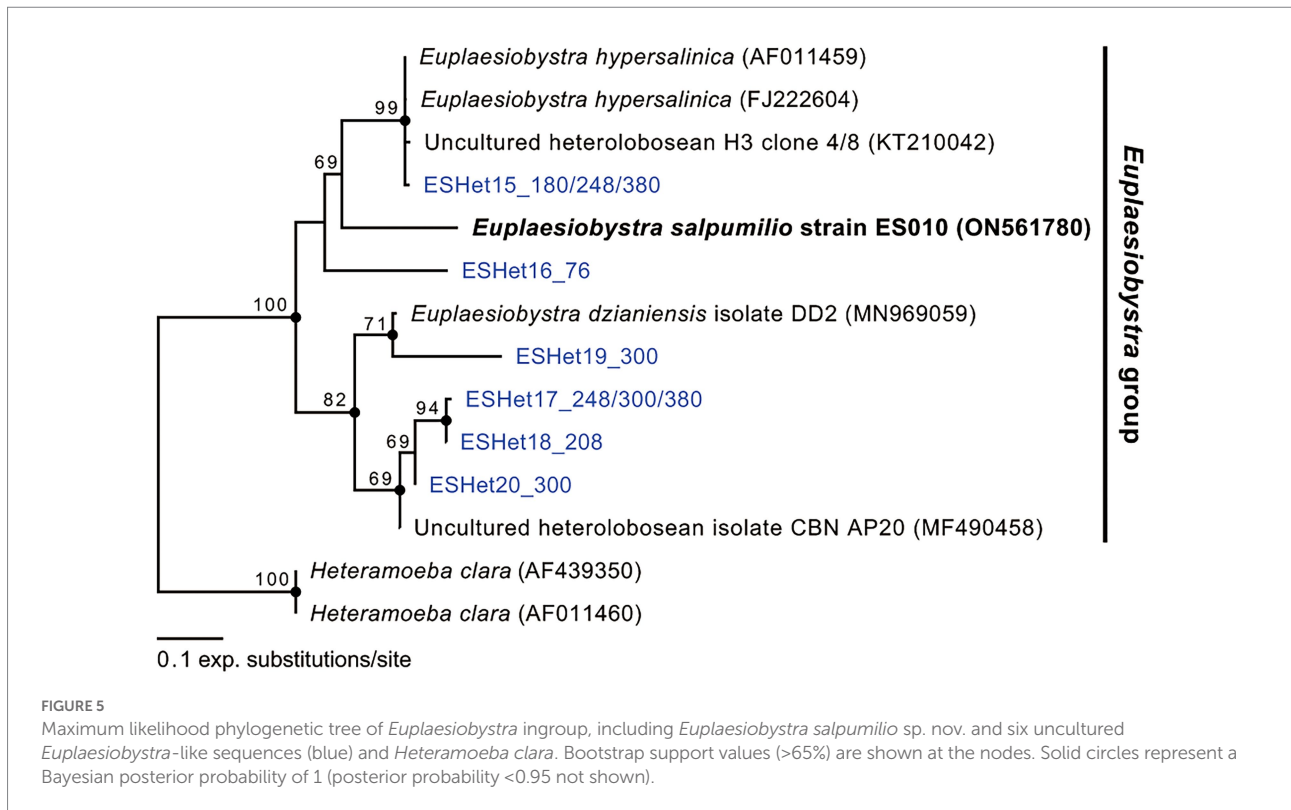 Euplaesiobystra hypersalinica (AF011459)
Euplaesiobystra hypersalinica (FJ222604)
99
Uncultured heterolobosean H3 clone 4/8 (KT210042)
69
ESHet15_180/248/380
Euplaesiobystra salpumilio strain ES010 (ON561780)
ESHet16_76
100
Euplaesiobystra dzianiensis isolate DD2 (MN969059)
71
ESHet19_300
82
ESHet17_248/300/380
94
ESHet18_208
69
ESHet20_300
69
Uncultured heterolobosean isolate CBN AP20 (MF490458)
Euplaesiobystra group
Heteramoeba clara (AF439350)
100
Heteramoeba clara (AF011460)
0.1 exp. substitutions/site
FIGURE 5
Maximum likelihood phylogenetic tree of Euplaesiobystra ingroup, including Euplaesiobystra salpumilio sp. nov. and six uncultured
Euplaesiobystra-like sequences (blue) and Heteramoeba clara. Bootstrap support values (>65%) are shown at the nodes. Solid circles represent a
Bayesian posterior probability of 1 (posterior probability <0.95 not shown).